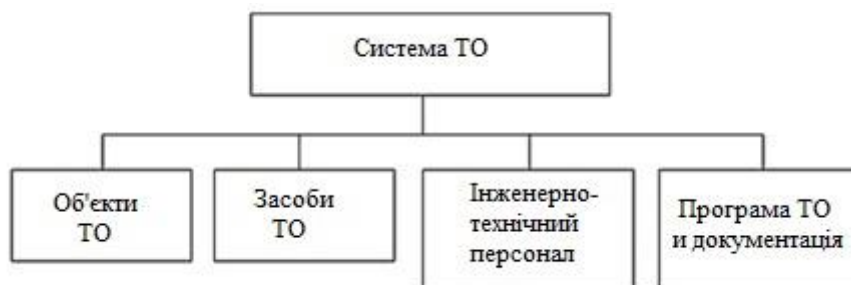 Система ТО
Об'єкти
ТО
Засоби
ТО
Інженерно-
технічний
персонал
Програма ТО
и документація